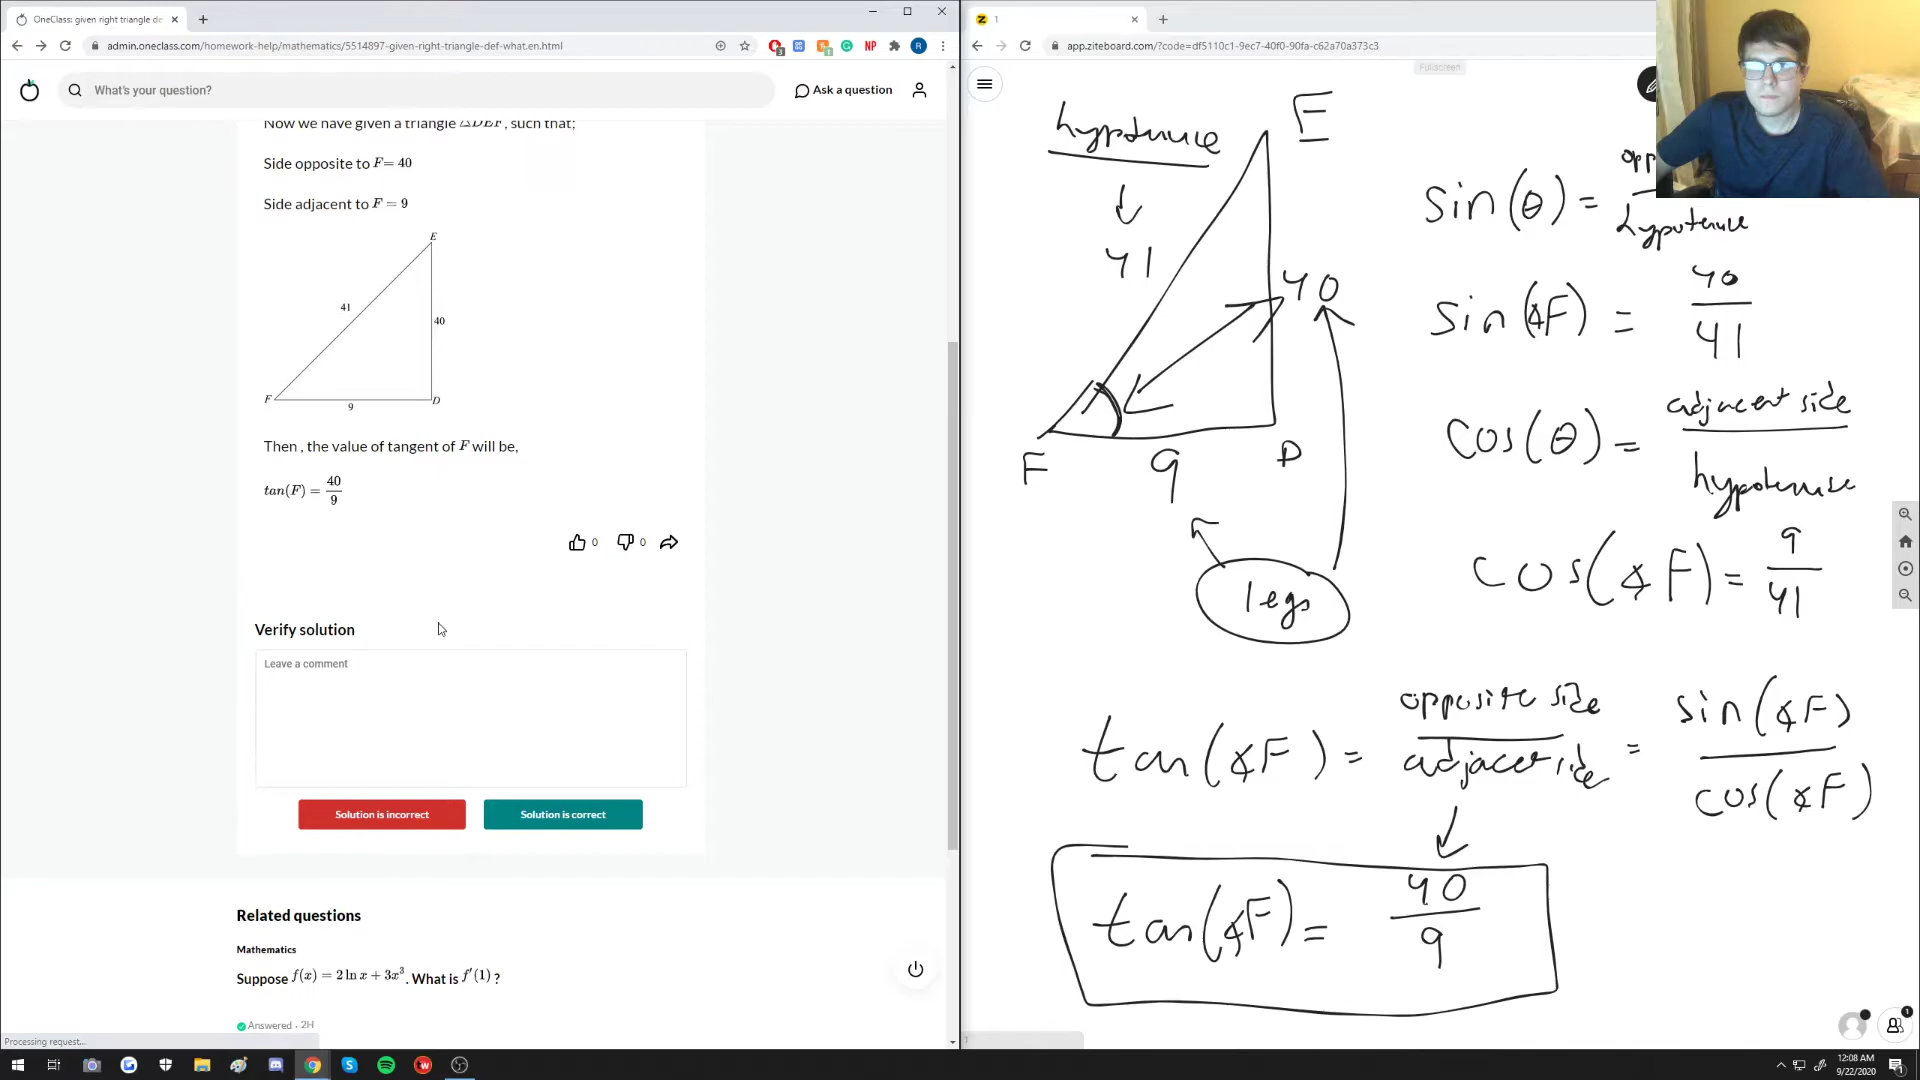 OneClass: given right triangle de
admin.oneclass.com/homework-help/mathematics/5514897-given-right-triangle-def-what.en.html
What's your question?
Ask a question
Now we have given a triangle △DEF, such that;
Side opposite to F= 40
Side adjacent to F = 9
E
41
40
F
9
D
Then , the value of tangent of F will be,
tan(F) = 40/9
0
0
Verify solution
Leave a comment
Solution is incorrect
Solution is correct
Related questions
Mathematics
Suppose f(x) = 2 ln x + 3x³. What is f′(1) ?
Answered · 2H
Processing request...
1
app.ziteboard.com/?code=df5110c1-9ec7-40f0-90fa-c62a70a373c3
Fullscreen
hypotenuse
41
E
40
F
9
D
legs
sin(θ) = opp / hypotenuse
sin(∢F) = 40/41
cos(θ) = adjacent side / hypotenuse
cos(∢F) = 9/41
tan(∢F) = opposite side / adjacent side = sin(∢F) / cos(∢F)
tan(∢F) = 40/9
1
1
12:08 AM
9/22/2020